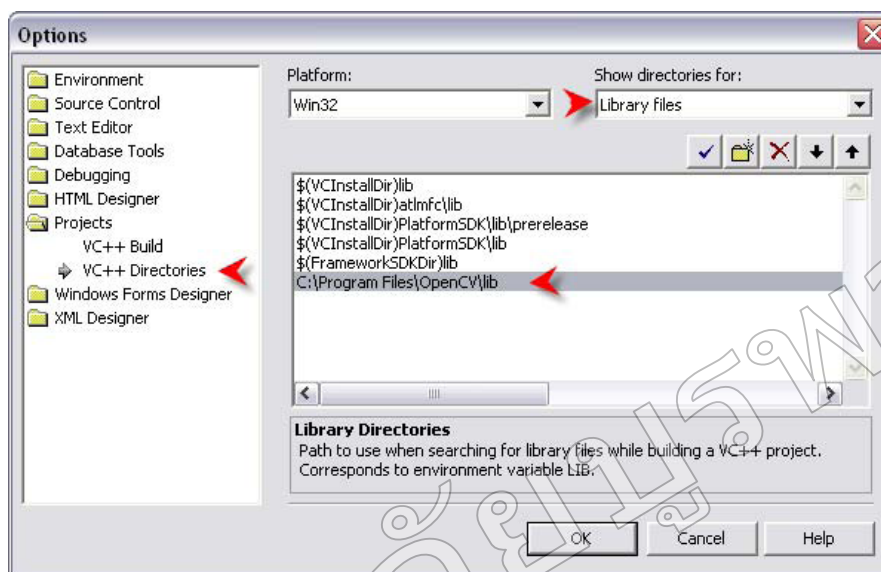 Options
Environment
Source Control
Text Editor
Database Tools
Debugging
HTML Designer
Projects
VC++ Build
VC++ Directories
Windows Forms Designer
XML Designer
Platform:
Win32
Show directories for:
Library files
$(VCInstallDir)lib
$(VCInstallDir)atlmfc\lib
$(VCInstallDir)PlatformSDK\lib\prerelease
$(VCInstallDir)PlatformSDK\lib
$(FrameworkSDKDir)lib
C:\Program Files\OpenCV\lib
Library Directories
Path to use when searching for library files while building a VC++ project.
Corresponds to environment variable LIB.
OK
Cancel
Help